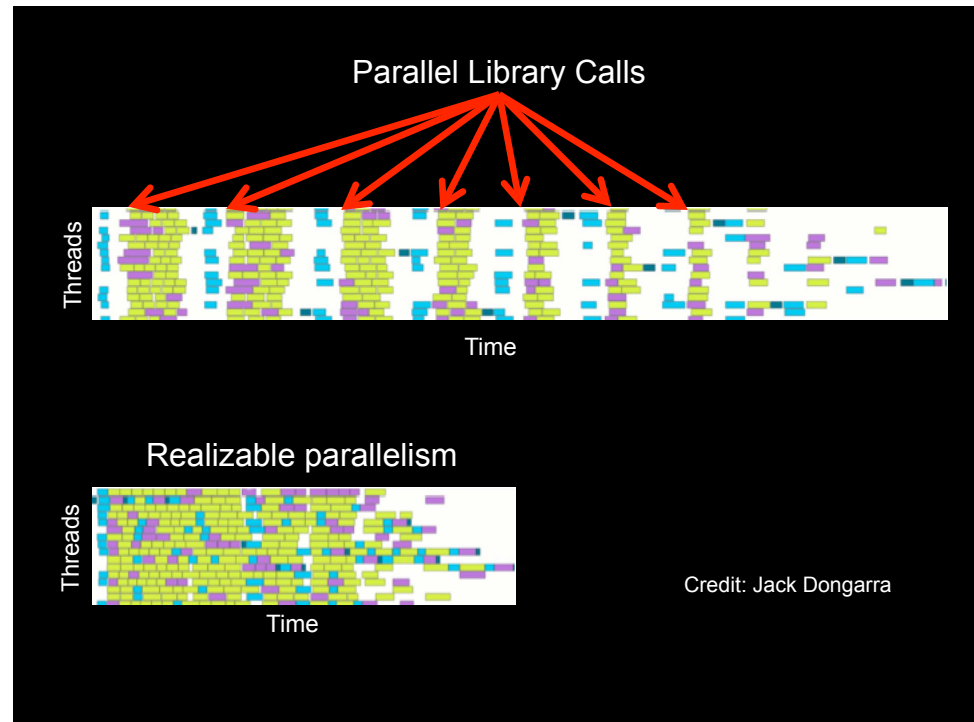 Parallel Library Calls
Threads
Time
Realizable parallelism
Threads
Credit: Jack Dongarra
Time